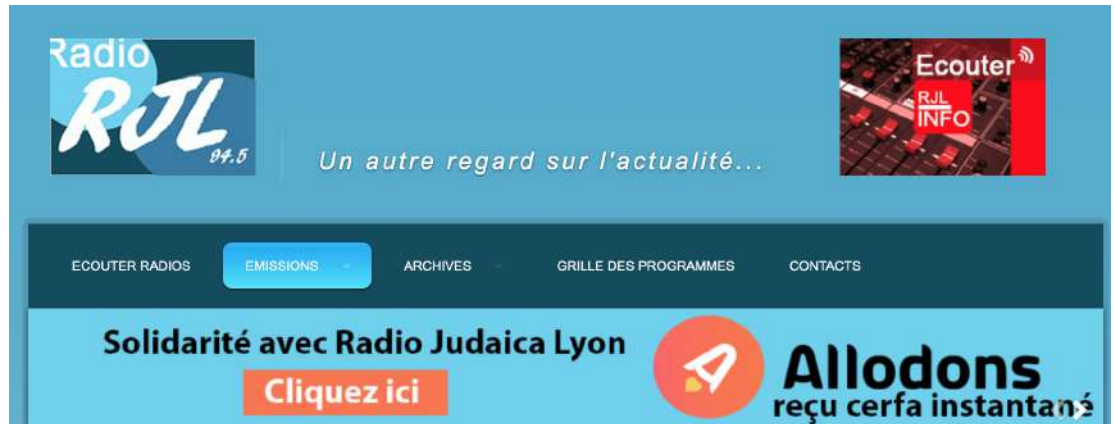 Radio
RJL
94.5
Un autre regard sur l'actualité...
Ecouter
RJL
INFO
ECOUTER RADIOS
EMISSIONS
ARCHIVES
GRILLE DES PROGRAMMES
CONTACTS
Solidarité avec Radio Judaica Lyon
Cliquez ici
Allodons
reçu cerfa instantané